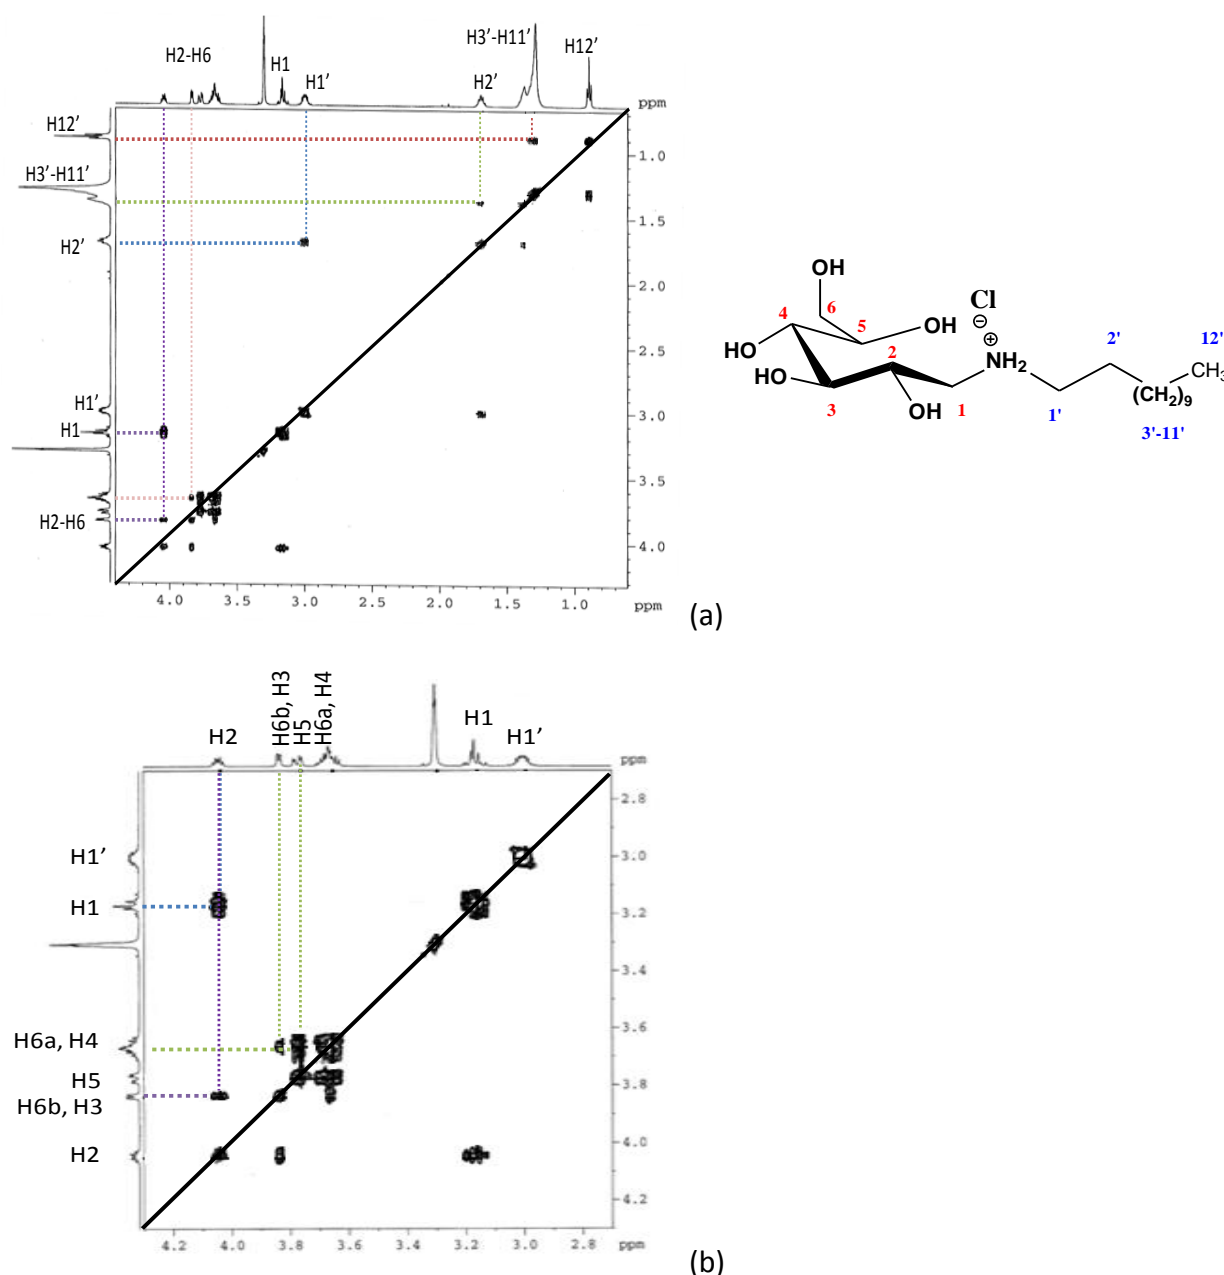 H2-H6
H1
H1'
H2'
H3'-H11'
H12'
ppm
H12'
H3'-H11'
H2'
H1'
H1
H2-H6
1.0
1.5
2.0
2.5
3.0
3.5
4.0
4.0 3.5 3.0 2.5 2.0 1.5 1.0 ppm
(a)
OH
6
4
5
OH
HO
HO
3
2
OH
1
Cl
⊖
⊕
NH2
1'
2'
(CH2)9
3'-11'
12'
CH3
H2
H6b, H3
H5
H6a, H4
H1
H1'
ppm
H1'
H1
H6a, H4
H5
H6b, H3
H2
2.8
3.0
3.2
3.4
3.6
3.8
4.0
4.2
4.2 4.0 3.8 3.6 3.4 3.2 3.0 2.8 ppm
(b)